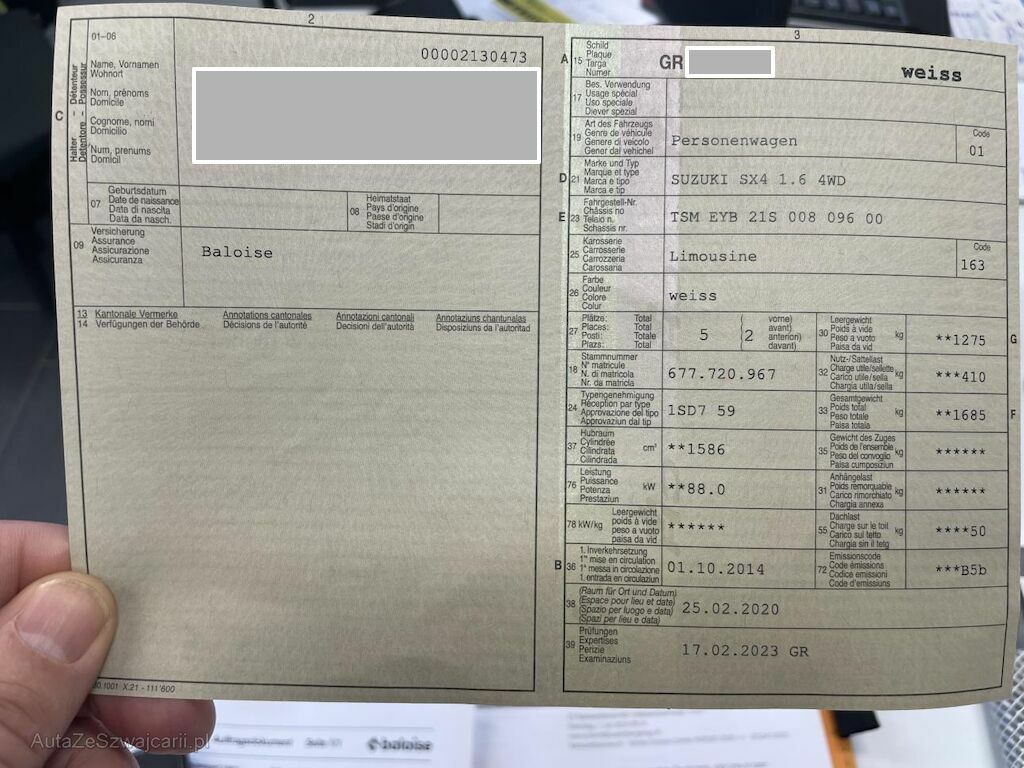 2
01-06
00002130473
Halter - Détenteur
Detentore - Possessur
C
Name, Vornamen
Wohnort
Nom, prénoms
Domicile
Cognome, nomi
Domicilio
Num, prenums
Domicil
07
Geburtsdatum
Date de naissance
Data di nascita
Data da nasch.
08
Heimatstaat
Pays d'origine
Paese d'origine
Stadi d'origin
09
Versicherung
Assurance
Assicurazione
Assicuranza
Baloise
13 Kantonale Vermerke Annotations cantonales Annotazioni cantonali Annotaziuns chantunalas
14 Verfügungen der Behörde Décisions de l'autorité Decisioni dell'autorità Disposiziuns da l'autoritad
00.1001 X.21 - 111'600
3
A 15
Schild
Plaque
Targa
Numer
GR
weiss
17
Bes. Verwendung
Usage spécial
Uso speciale
Diever spezial
19
Art des Fahrzeugs
Genre de véhicule
Genere di veicolo
Gener dal vehichel
Personenwagen
Code
01
D 21
Marke und Typ
Marque et type
Marca e tipo
Marca e tip
SUZUKI SX4 1.6 4WD
E 23
Fahrgestell-Nr.
Châssis no
Telaio n.
Schassis nr.
TSM EYB 21S 008 096 00
25
Karosserie
Carrosserie
Carrozzeria
Carossaria
Limousine
Code
163
26
Farbe
Couleur
Colore
Colur
weiss
27
Plätze: Total
Places: Total
Posti: Totale
Plazs: Total
5
(2
( vorne)
avant)
anteriori)
davant)
30
Leergewicht
Poids à vide
Peso a vuoto
Paisa da vid
kg
**1275
G
18
Stammnummer
N° matricule
N. di matricola
Nr. da matricla
677.720.967
32
Nutz-/Sattellast
Charge utile/sellette
Carico utile/sella
Chargia utila/sella
kg
***410
24
Typengenehmigung
Réception par type
Approvazione del tipo
Approvaziun dal tip
1SD7 59
33
Gesamtgewicht
Poids total
Peso totale
Paisa totala
kg
**1685
F
37
Hubraum
Cylindrée
Cilindrata
Cilindrada
cm³
**1586
35
Gewicht des Zuges
Poids de l'ensemble
Peso del convoglio
Paisa cumposiziun
kg
******
76
Leistung
Puissance
Potenza
Prestaziun
kW
**88.0
31
Anhängelast
Poids remorquable
Carico rimorchiato
Chargia annexa
kg
******
78 kW/kg
Leergewicht
poids à vide
peso a vuoto
paisa da vid
******
55
Dachlast
Charge sur le toit
Carico sul tetto
Chargia sin il tetg
kg
****50
B 36
1. Inverkehrsetzung
1re mise en circulation
1a messa in circolazione
1. entrada en circulaziun
01.10.2014
72
Emissionscode
Code émissions
Codice emissioni
Code d'emissiuns
***B5b
38
(Raum für Ort und Datum)
(Espace pour lieu et date)
(Spazio per luogo e data)
(Spazi per lieu e data)
25.02.2020
39
Prüfungen
Expertises
Perizie
Examinaziuns
17.02.2023 GR
AutaZeSzwajcarii.pl
baloise